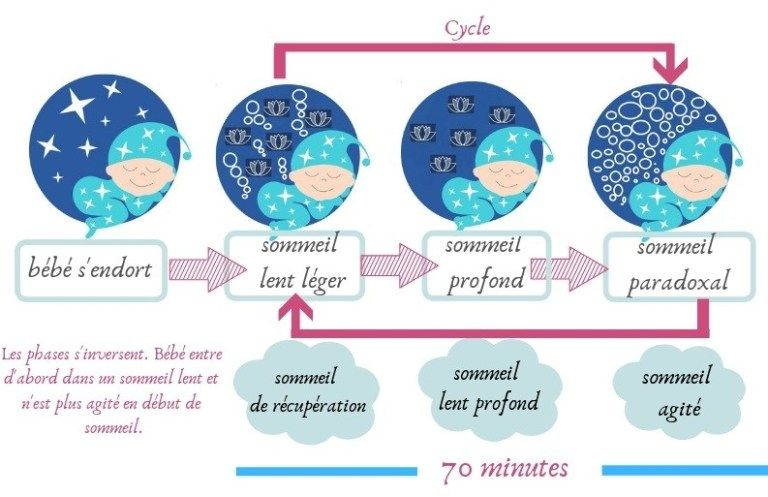 Cycle
bébé s'endort
sommeil
lent léger
sommeil
profond
sommeil
paradoxal
Les phases s'inversent. Bébé entre
d'abord dans un sommeil lent et
n'est plus agité en début de
sommeil.
sommeil
de récupération
sommeil
lent profond
sommeil
agité
70 minutes